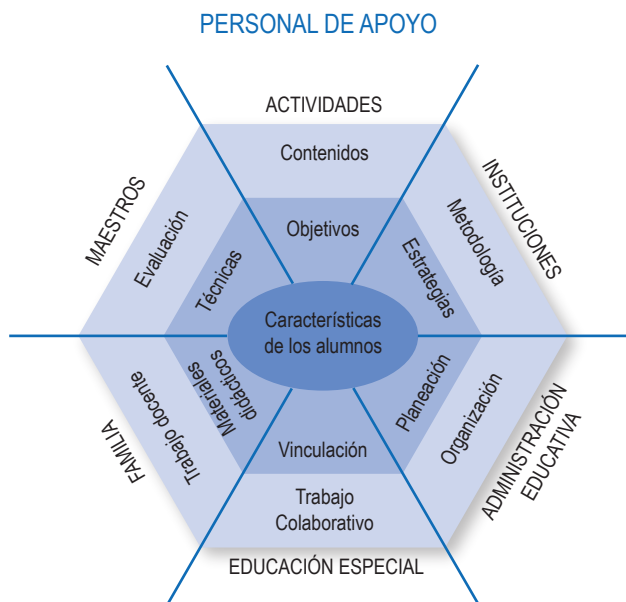 PERSONAL DE APOYO
ACTIVIDADES
Contenidos
Objetivos
INSTITUCIONES
Metodología
Estrategias
MAESTROS
Evaluación
Técnicas
Características
de los alumnos
FAMILIA
Trabajo docente
Materiales
didácticos
Planeación
Organización
ADMINISTRACIÓN
EDUCATIVA
Vinculación
Trabajo
Colaborativo
EDUCACIÓN ESPECIAL